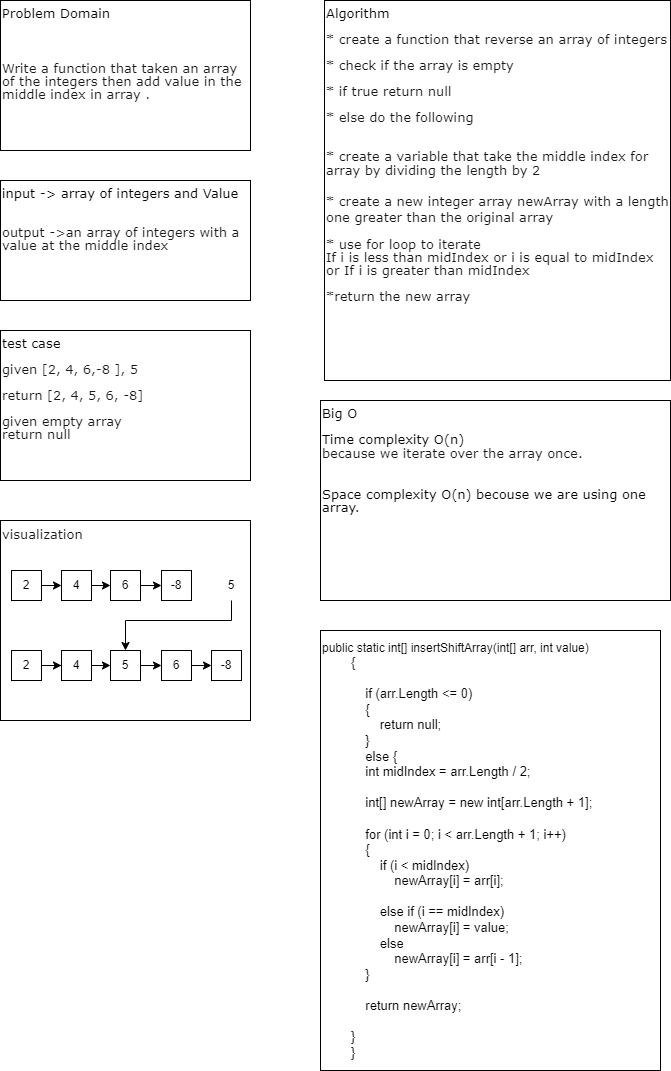 Problem Domain
Write a function that taken an array
of the integers then add value in the
middle index in array .
input -> array of integers and Value
output ->an array of integers with a
value at the middle index
test case
given [2, 4, 6,-8 ], 5
return [2, 4, 5, 6, -8]
given empty array
return null
visualization
2 4 6 -8 5
2 4 5 6 -8
Algorithm
* create a function that reverse an array of integers
* check if the array is empty
* if true return null
* else do the following
* create a variable that take the middle index for
array by dividing the length by 2
* create a new integer array newArray with a length
one greater than the original array
* use for loop to iterate
If i is less than midIndex or i is equal to midIndex
or If i is greater than midIndex
*return the new array
Big O
Time complexity O(n)
because we iterate over the array once.
Space complexity O(n) becouse we are using one
array.
public static int[] insertShiftArray(int[] arr, int value)
{
if (arr.Length <= 0)
{
return null;
}
else {
int midIndex = arr.Length / 2;
int[] newArray = new int[arr.Length + 1];
for (int i = 0; i < arr.Length + 1; i++)
{
if (i < midIndex)
newArray[i] = arr[i];
else if (i == midIndex)
newArray[i] = value;
else
newArray[i] = arr[i - 1];
}
return newArray;
}
}